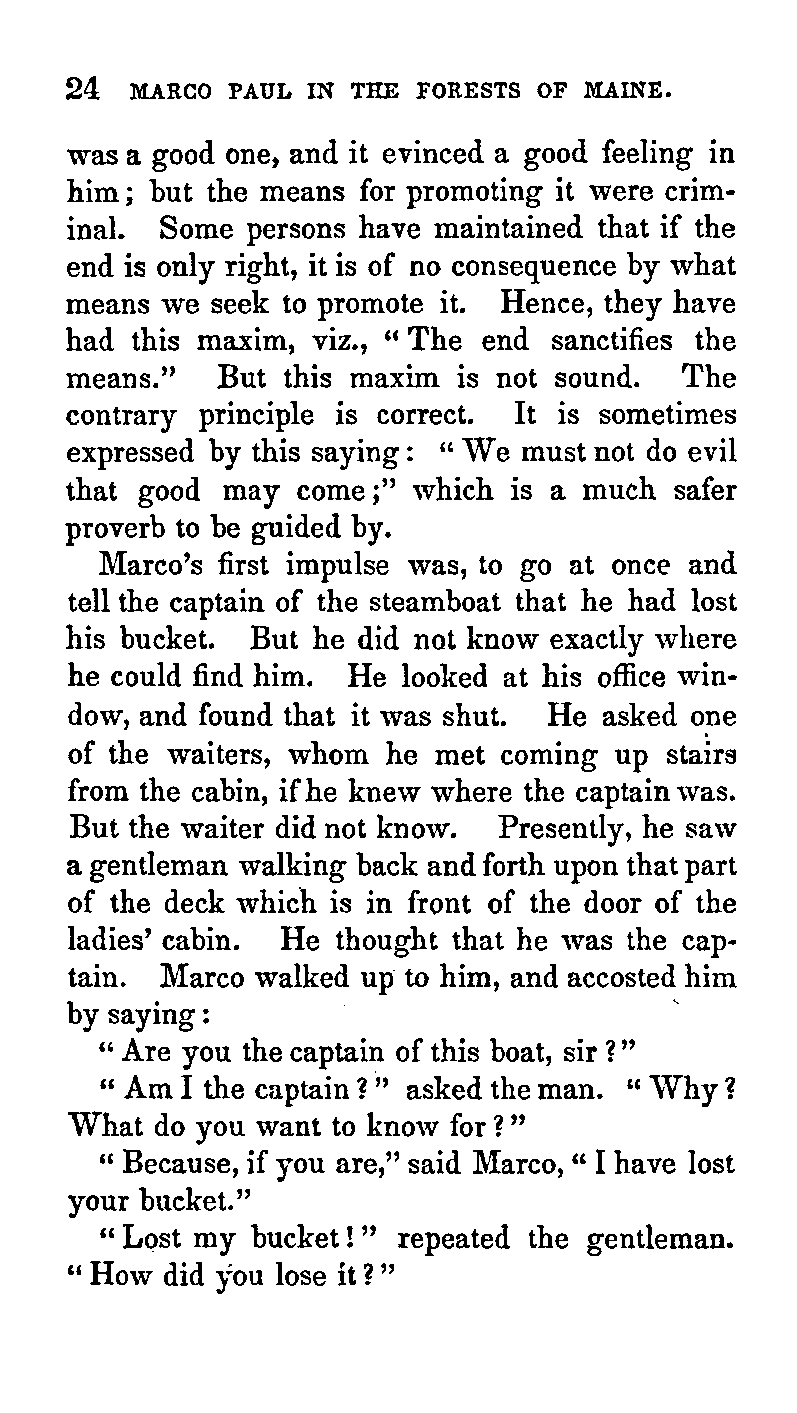 24 MARCO PAUL IN THE FORESTS OF MAINE.
was a good one, and it evinced a good feeling in
him; but the means for promoting it were crim-
inal. Some persons have maintained that if the
end is only right, it is of no consequence by what
means we seek to promote it. Hence, they have
had this maxim, viz., “The end sanctifies the
means.” But this maxim is not sound. The
contrary principle is correct. It is sometimes
expressed by this saying: “We must not do evil
that good may come;” which is a much safer
proverb to be guided by.
Marco’s first impulse was, to go at once and
tell the captain of the steamboat that he had lost
his bucket. But he did not know exactly where
he could find him. He looked at his office win-
dow, and found that it was shut. He asked one
of the waiters, whom he met coming up stairs
from the cabin, if he knew where the captain was.
But the waiter did not know. Presently, he saw
a gentleman walking back and forth upon that part
of the deck which is in front of the door of the
ladies’ cabin. He thought that he was the cap-
tain. Marco walked up to him, and accosted him
by saying:
“Are you the captain of this boat, sir?”
“Am I the captain?” asked the man. “Why?
What do you want to know for?”
“Because, if you are,” said Marco, “I have lost
your bucket.”
“Lost my bucket!” repeated the gentleman.
“How did you lose it?”